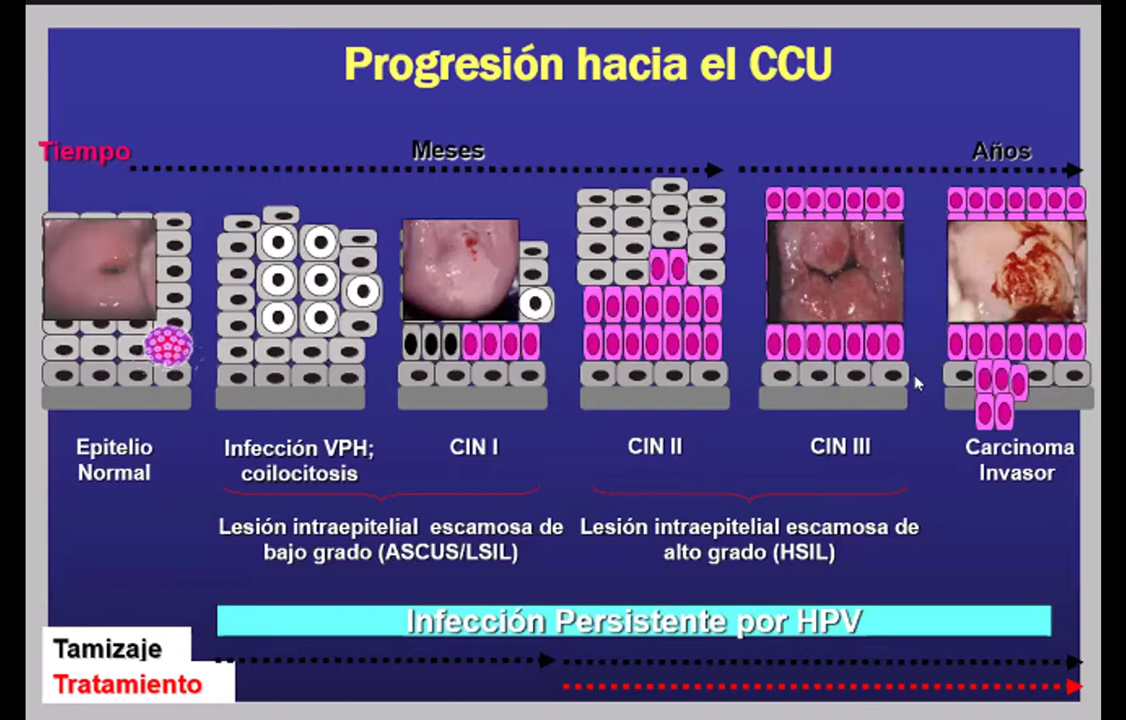 Progresión hacia el CCU
Tiempo
Meses
Años
Epitelio
Normal
Infección VPH;
coilocitosis
CIN I
CIN II
CIN III
Carcinoma
Invasor
Lesión intraepitelial escamosa de
bajo grado (ASCUS/LSIL)
Lesión intraepitelial escamosa de
alto grado (HSIL)
Infección Persistente por HPV
Tamizaje
Tratamiento